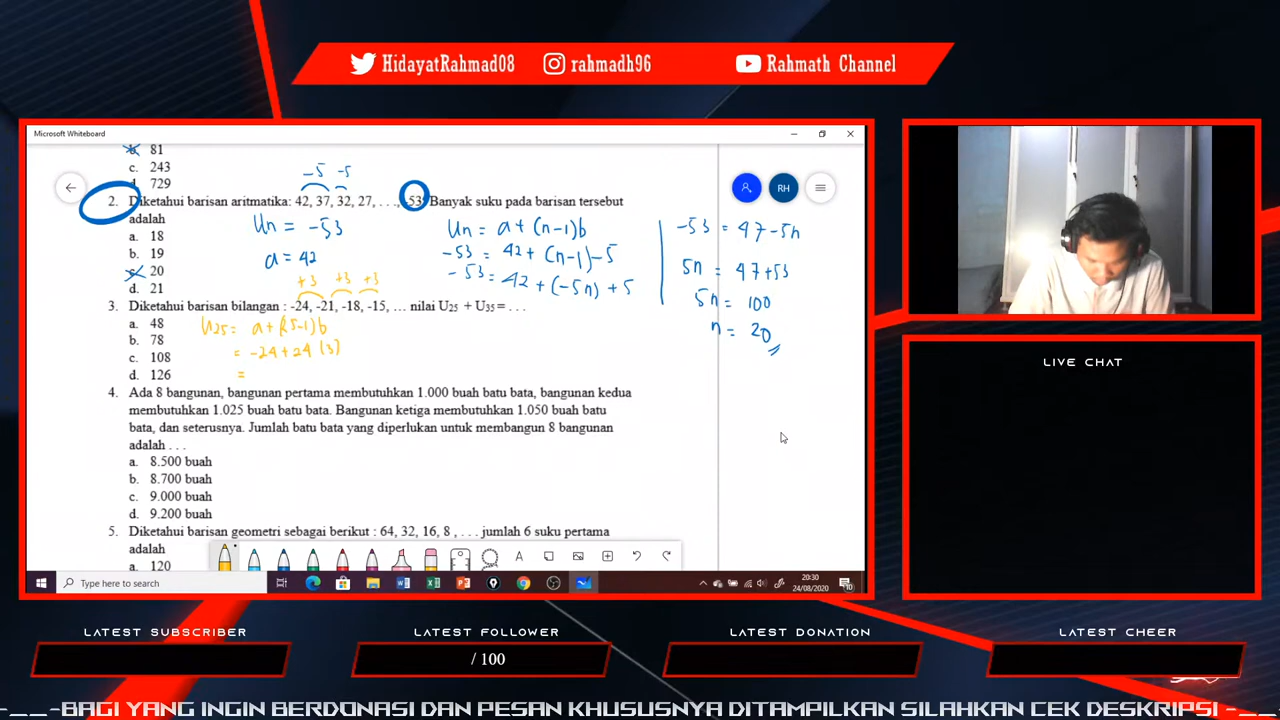 HidayatRahmad08 rahmadh96 Rahmath Channel
Microsoft Whiteboard
b. 81
c. 243
d. 729
-5 -5
2. Diketahui barisan aritmatika: 42, 37, 32, 27, . . ., -53. Banyak suku pada barisan tersebut
adalah
a. 18
b. 19
c. 20
d. 21
Un = -53
a = 42
Un = a + (n-1)b
-53 = 42 + (n-1)-5
-53 = 42 + (-5n) + 5
-53 = 47-5n
5n = 47+53
5n = 100
n = 20
RH
+3 +3 +3
3. Diketahui barisan bilangan : -24, -21, -18, -15, … nilai U25 + U35 = . . .
a. 48
b. 78
c. 108
d. 126
= -24 + 24 (3)
=
4. Ada 8 bangunan, bangunan pertama membutuhkan 1.000 buah batu bata, bangunan kedua
membutuhkan 1.025 buah batu bata. Bangunan ketiga membutuhkan 1.050 buah batu
bata, dan seterusnya. Jumlah batu bata yang diperlukan untuk membangun 8 bangunan
adalah . . .
a. 8.500 buah
b. 8.700 buah
c. 9.000 buah
d. 9.200 buah
5. Diketahui barisan geometri sebagai berikut : 64, 32, 16, 8 , . . . jumlah 6 suku pertama
adalah
a. 120
Type here to search
20:30
24/08/2020
LIVE CHAT
LATEST SUBSCRIBER
LATEST FOLLOWER
LATEST DONATION
LATEST CHEER
/ 100
-__-BAGI YANG INGIN BERDONASI DAN PESAN KHUSUSNYA DITAMPILKAN SILAHKAN CEK DESKRIPSI -__